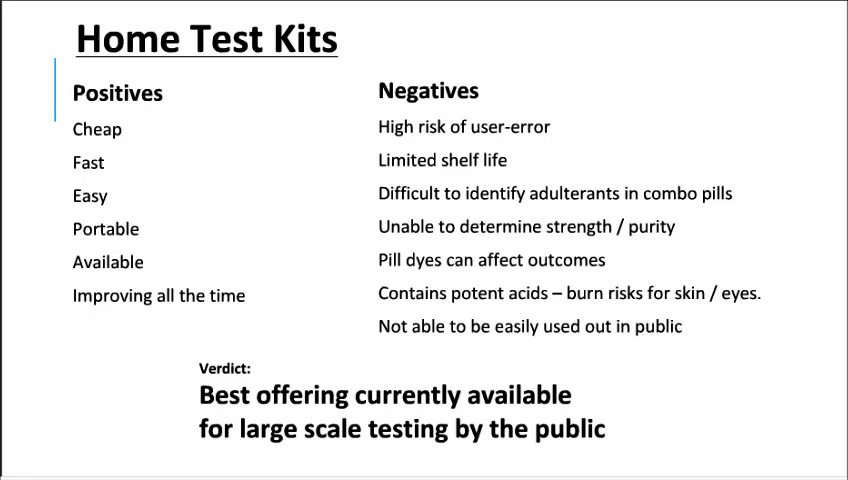 Home Test Kits
Positives
Cheap
Fast
Easy
Portable
Available
Improving all the time
Negatives
High risk of user-error
Limited shelf life
Difficult to identify adulterants in combo pills
Unable to determine strength / purity
Pill dyes can affect outcomes
Contains potent acids – burn risks for skin / eyes.
Not able to be easily used out in public
Verdict:
Best offering currently available
for large scale testing by the public